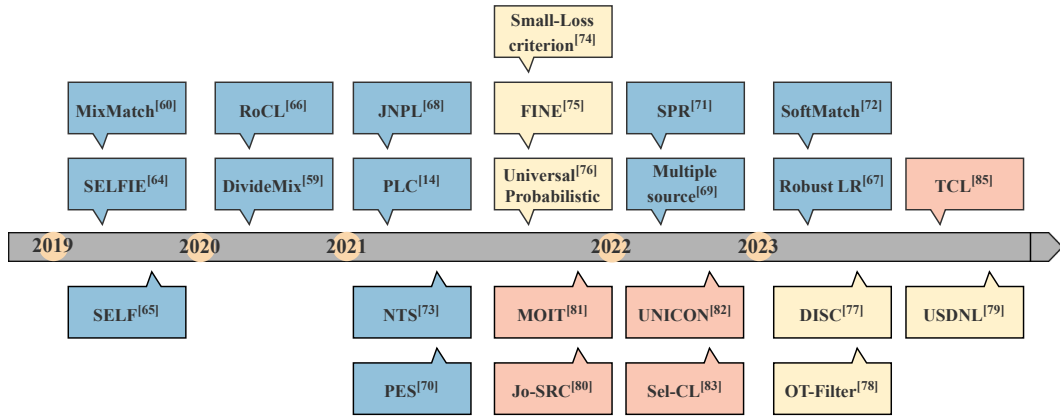 Small-Loss
criterion[74]
MixMatch[60]
RoCL[66]
JNPL[68]
FINE[75]
SPR[71]
SoftMatch[72]
SELFIE[64]
DivideMix[59]
PLC[14]
Universal[76]
Probabilistic
Multiple
source[69]
Robust LR[67]
TCL[85]
2019
2020
2021
2022
2023
SELF[65]
NTS[73]
MOIT[81]
UNICON[82]
DISC[77]
USDNL[79]
PES[70]
Jo-SRC[80]
Sel-CL[83]
OT-Filter[78]